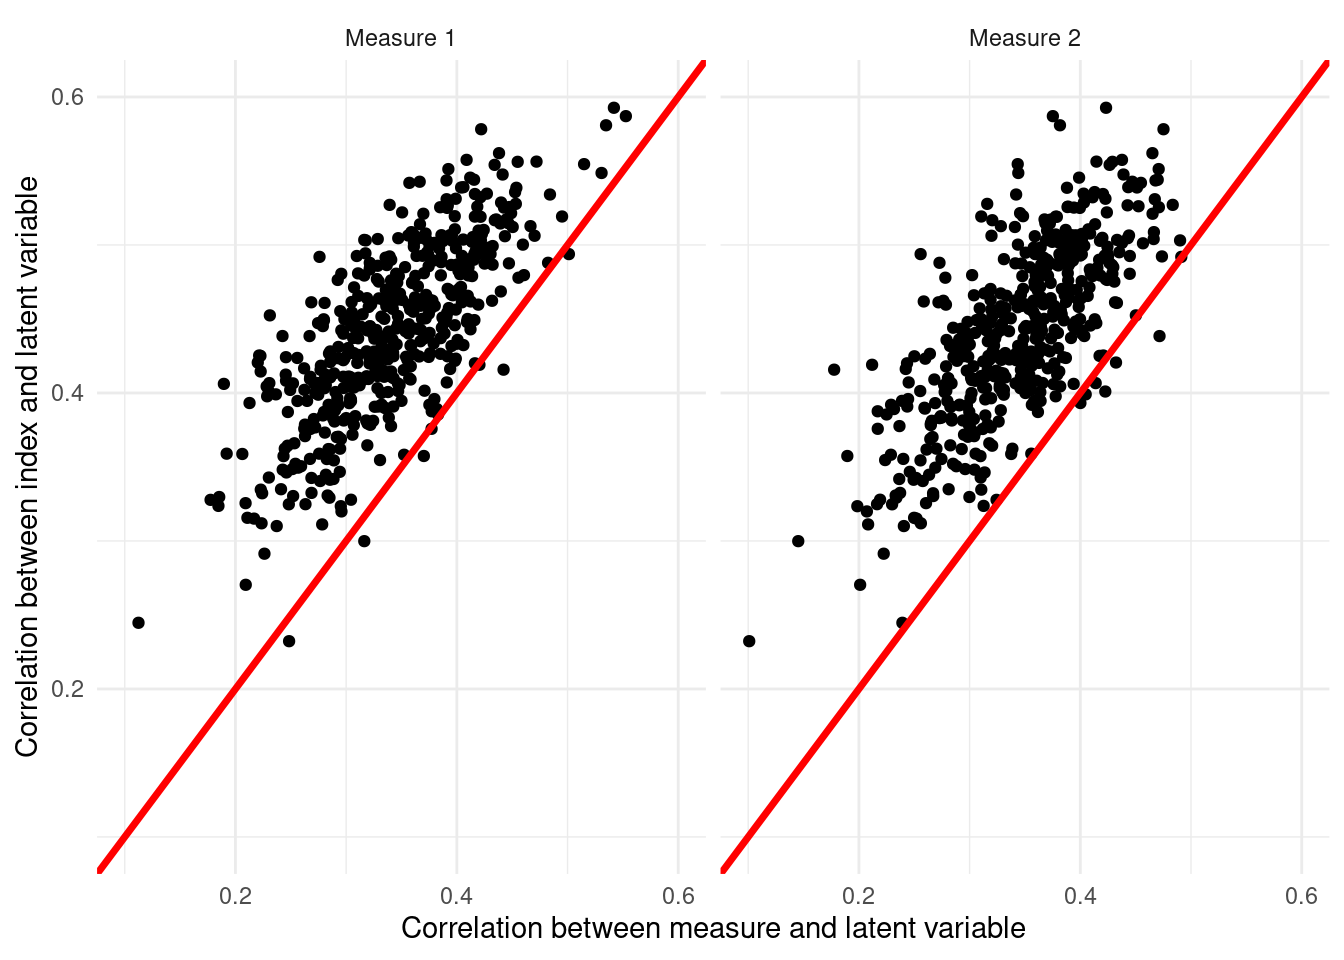 Measure 1
Measure 2
Correlation between index and latent variable
0.6
0.4
0.2
0.2
0.4
0.6
0.2
0.4
0.6
Correlation between measure and latent variable